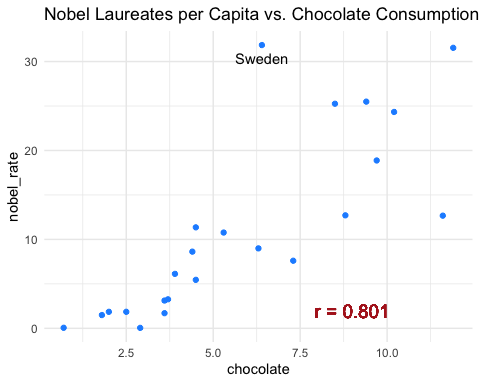 Nobel Laureates per Capita vs. Chocolate Consumption
30
Sweden
20
nobel_rate
10
r = 0.801
0
2.5 5.0 7.5 10.0
chocolate